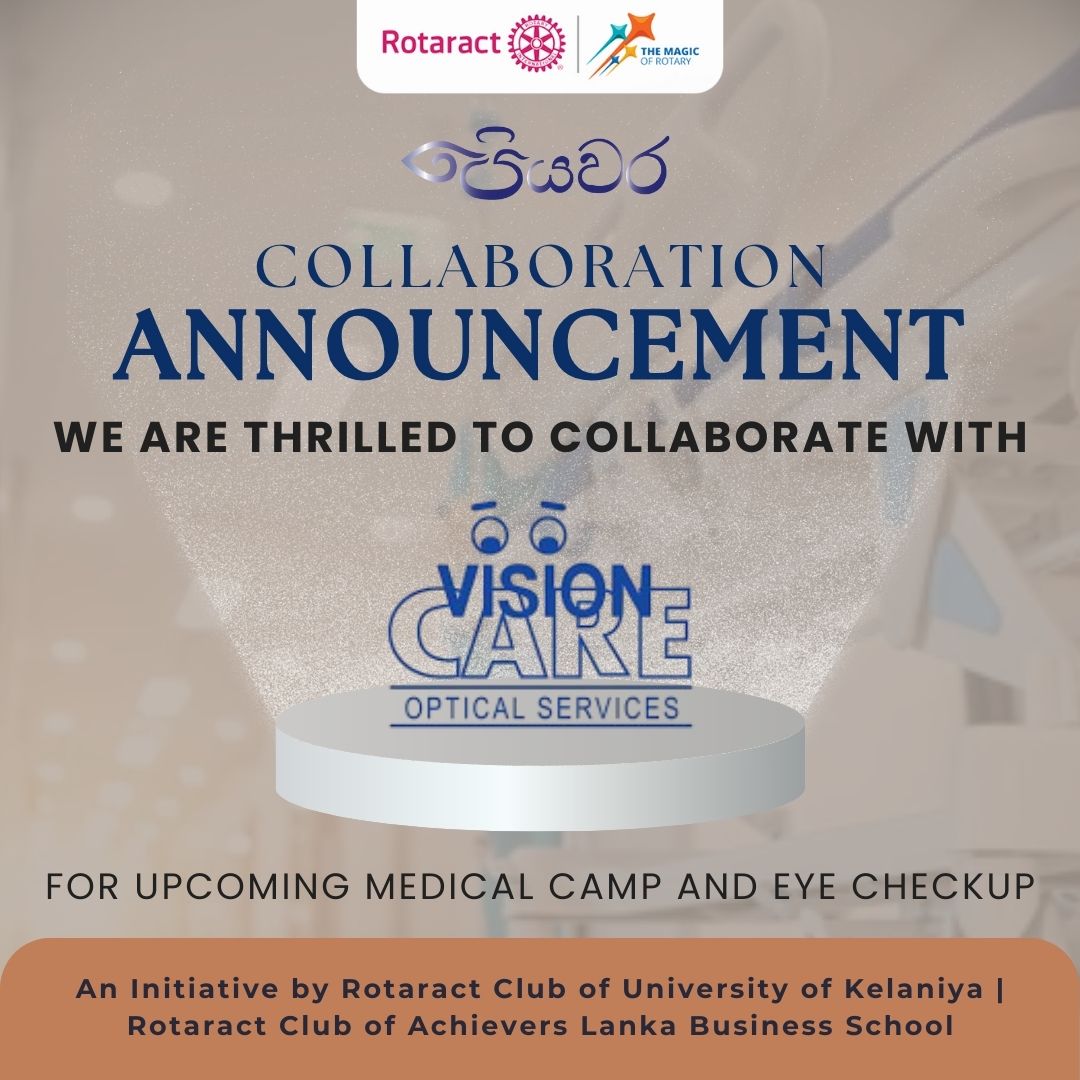 Rotaract
THE MAGIC
OF ROTARY
පියවර
COLLABORATION
ANNOUNCEMENT
WE ARE THRILLED TO COLLABORATE WITH
VISION
CARE
OPTICAL SERVICES
FOR UPCOMING MEDICAL CAMP AND EYE CHECKUP
An Initiative by Rotaract Club of University of Kelaniya |
Rotaract Club of Achievers Lanka Business School